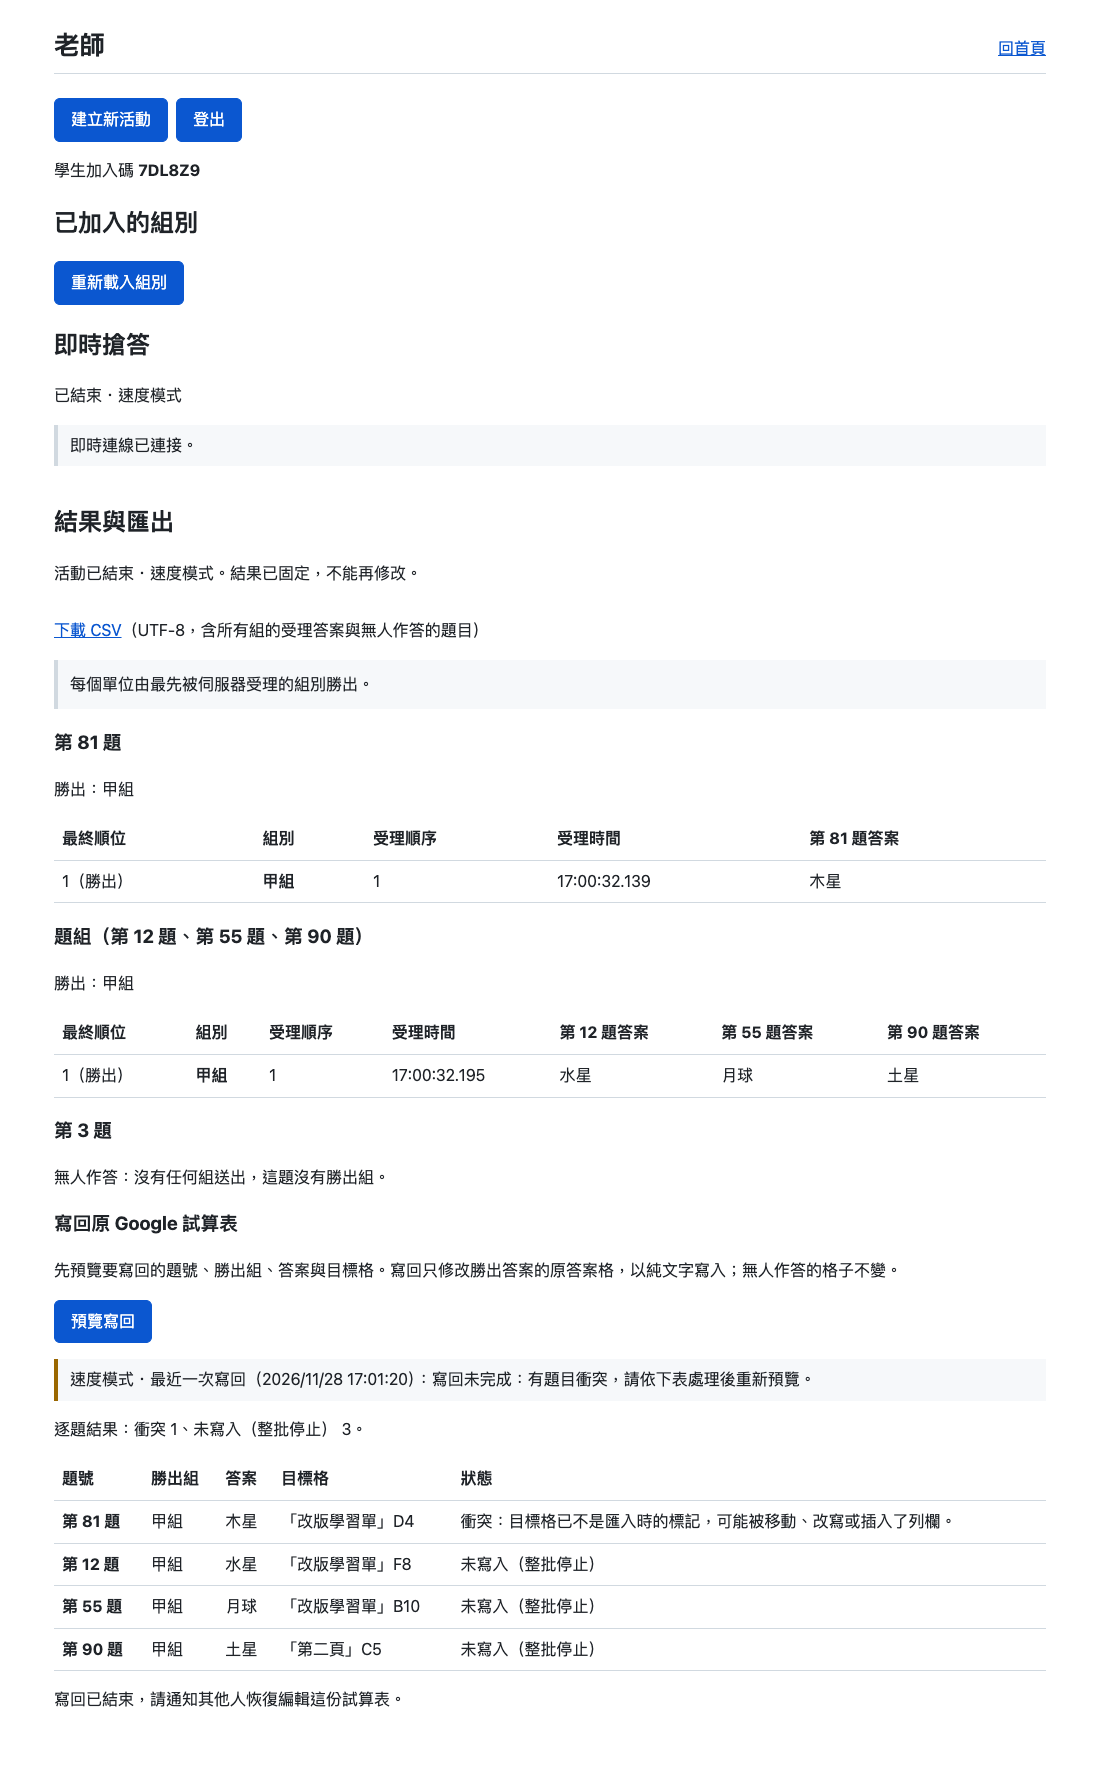 老師
回首頁
建立新活動 登出
學生加入碼 7DL8Z9
已加入的組別
重新載入組別
即時搶答
已結束．速度模式
即時連線已連接。
結果與匯出
活動已結束．速度模式。結果已固定，不能再修改。
下載 CSV（UTF-8，含所有組的受理答案與無人作答的題目）
每個單位由最先被伺服器受理的組別勝出。
第 81 題
勝出：甲組
最終順位 組別 受理順序 受理時間 第 81 題答案
1（勝出） 甲組 1 17:00:32.139 木星
題組（第 12 題、第 55 題、第 90 題）
勝出：甲組
最終順位 組別 受理順序 受理時間 第 12 題答案 第 55 題答案 第 90 題答案
1（勝出） 甲組 1 17:00:32.195 水星 月球 土星
第 3 題
無人作答：沒有任何組送出，這題沒有勝出組。
寫回原 Google 試算表
先預覽要寫回的題號、勝出組、答案與目標格。寫回只修改勝出答案的原答案格，以純文字寫入；無人作答的格子不變。
預覽寫回
速度模式．最近一次寫回（2026/11/28 17:01:20）：寫回未完成：有題目衝突，請依下表處理後重新預覽。
逐題結果：衝突 1、未寫入（整批停止） 3。
題號 勝出組 答案 目標格 狀態
第 81 題 甲組 木星 「改版學習單」D4 衝突：目標格已不是匯入時的標記，可能被移動、改寫或插入了列欄。
第 12 題 甲組 水星 「改版學習單」F8 未寫入（整批停止）
第 55 題 甲組 月球 「改版學習單」B10 未寫入（整批停止）
第 90 題 甲組 土星 「第二頁」C5 未寫入（整批停止）
寫回已結束，請通知其他人恢復編輯這份試算表。